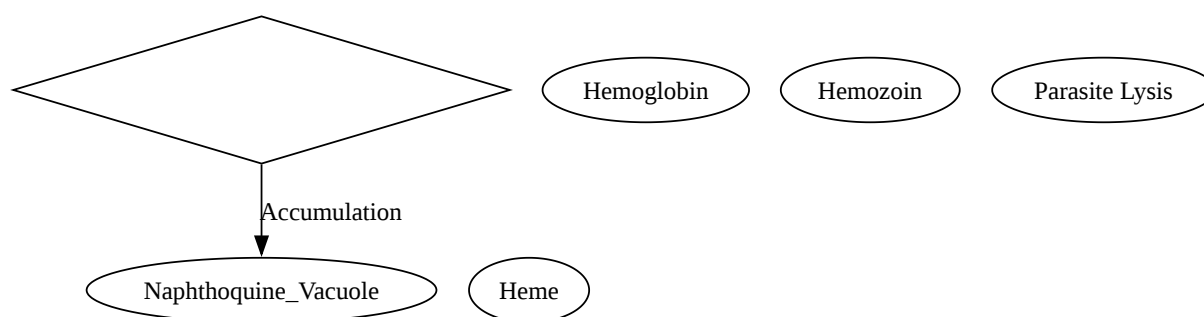 Hemoglobin
Hemozoin
Parasite Lysis
Accumulation
Naphthoquine_Vacuole
Heme